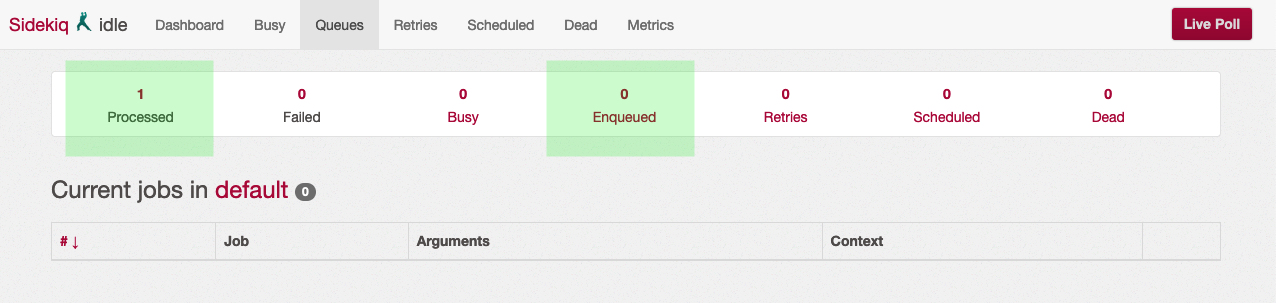 Sidekiq idle Dashboard Busy Queues Retries Scheduled Dead Metrics Live Poll
1 0 0 0 0 0 0
Processed Failed Busy Enqueued Retries Scheduled Dead
Current jobs in default 0
# ↓ Job Arguments Context